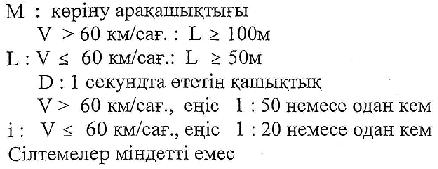 М : көріну арақашықтығы
V > 60 км/сағ. : L ≥ 100м
L : V ≤ 60 км/сағ.: L ≥ 50м
D : 1 секундта өтетін қашықтық
V > 60 км/сағ., еңіс 1 : 50 немесе одан кем
i : V ≤ 60 км/сағ., еңіс 1 : 20 немесе одан кем
Сілтемелер міндетті емес